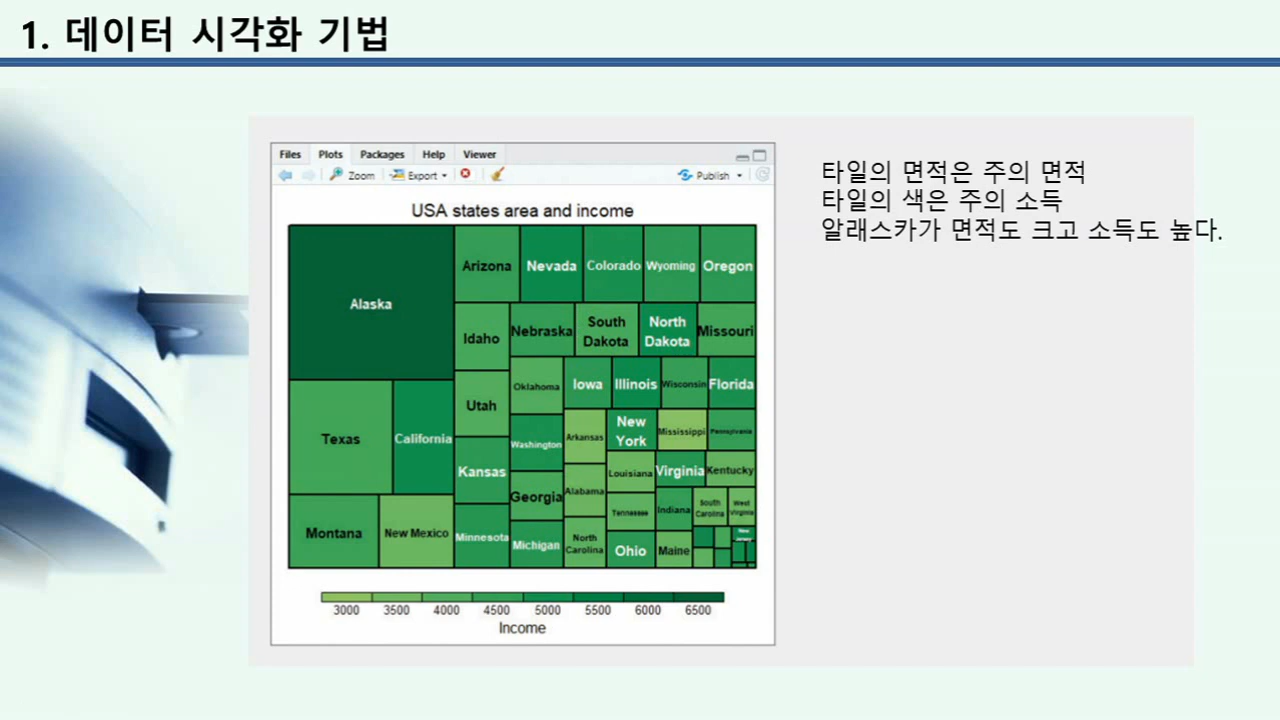 1. 데이터 시각화 기법
Files Plots Packages Help Viewer
Zoom Export Publish
USA states area and income
타일의 면적은 주의 면적
타일의 색은 주의 소득
알래스카가 면적도 크고 소득도 높다.
Alaska
Arizona
Nevada
Colorado
Wyoming
Oregon
Idaho
Nebraska
South
Dakota
North
Dakota
Missouri
Utah
Oklahoma
Iowa
Illinois
Wisconsin
Florida
Texas
California
Kansas
Washington
Arkansas
New
York
Mississippi
Pennsylvania
Georgia
Alabama
Louisiana
Virginia
Kentucky
Montana
New Mexico
Minnesota
Michigan
North
Carolina
Tennessee
Indiana
South
Carolina
West
Virginia
Ohio
Maine
3000 3500 4000 4500 5000 5500 6000 6500
Income